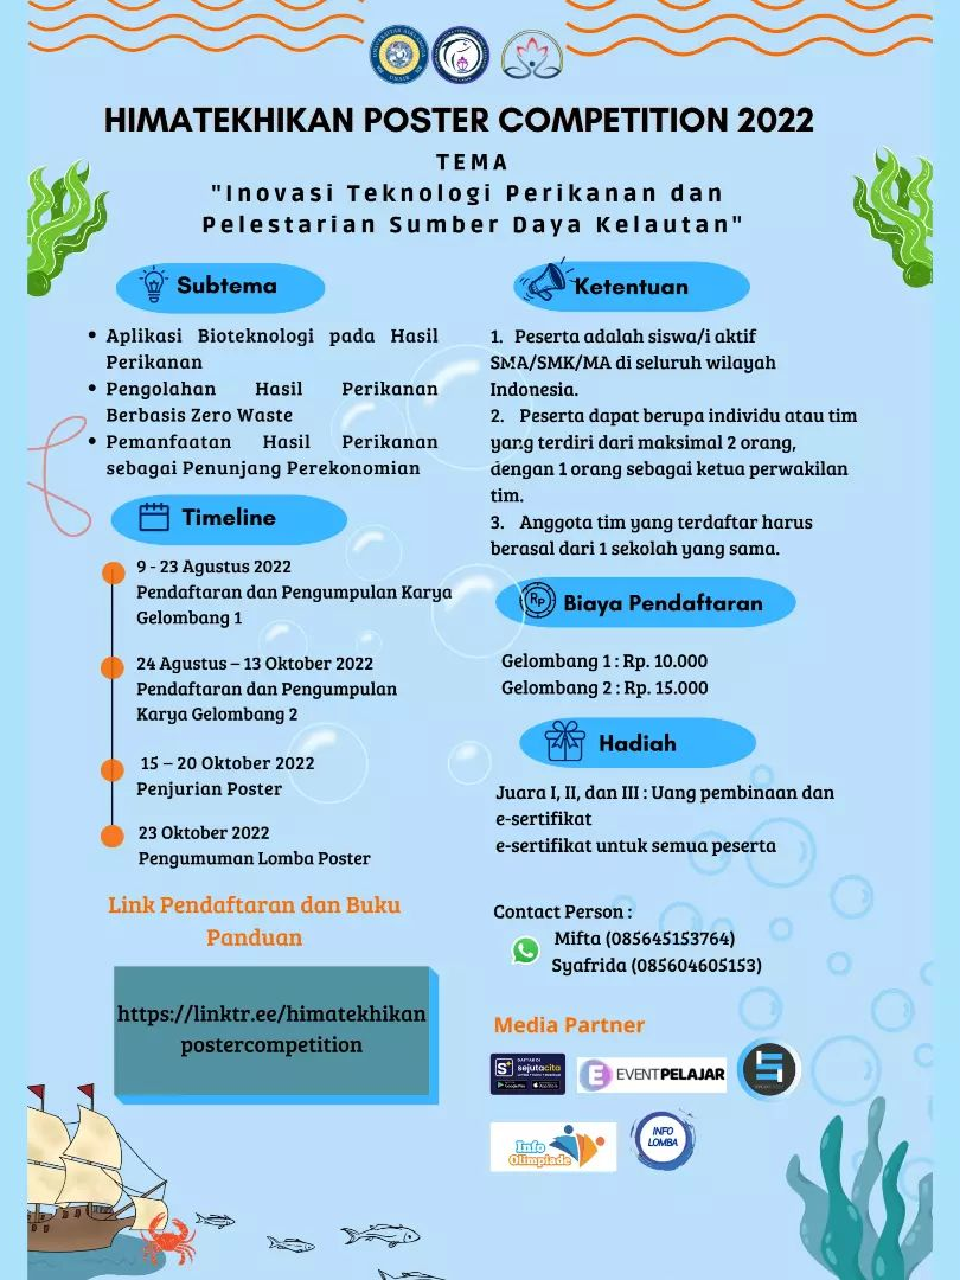 HIMATEKHIKAN POSTER COMPETITION 2022
TEMA
"Inovasi Teknologi Perikanan dan
Pelestarian Sumber Daya Kelautan"
Subtema
• Aplikasi Bioteknologi pada Hasil
Perikanan
• Pengolahan Hasil Perikanan
Berbasis Zero Waste
• Pemanfaatan Hasil Perikanan
sebagai Penunjang Perekonomian
Timeline
9 - 23 Agustus 2022
Pendaftaran dan Pengumpulan Karya
Gelombang 1
24 Agustus – 13 Oktober 2022
Pendaftaran dan Pengumpulan
Karya Gelombang 2
15 – 20 Oktober 2022
Penjurian Poster
23 Oktober 2022
Pengumuman Lomba Poster
Link Pendaftaran dan Buku
Panduan
https://linktr.ee/himatekhikan
postercompetition
Ketentuan
1. Peserta adalah siswa/i aktif
SMA/SMK/MA di seluruh wilayah
Indonesia.
2. Peserta dapat berupa individu atau tim
yang terdiri dari maksimal 2 orang,
dengan 1 orang sebagai ketua perwakilan
tim.
3. Anggota tim yang terdaftar harus
berasal dari 1 sekolah yang sama.
Rp Biaya Pendaftaran
Gelombang 1 : Rp. 10.000
Gelombang 2 : Rp. 15.000
Hadiah
Juara I, II, dan III : Uang pembinaan dan
e-sertifikat
e-sertifikat untuk semua peserta
Contact Person :
Mifta (085645153764)
Syafrida (085604605153)
Media Partner
sejutacita
E EVENTPELAJAR
Info
Olimpiade
INFO
LOMBA